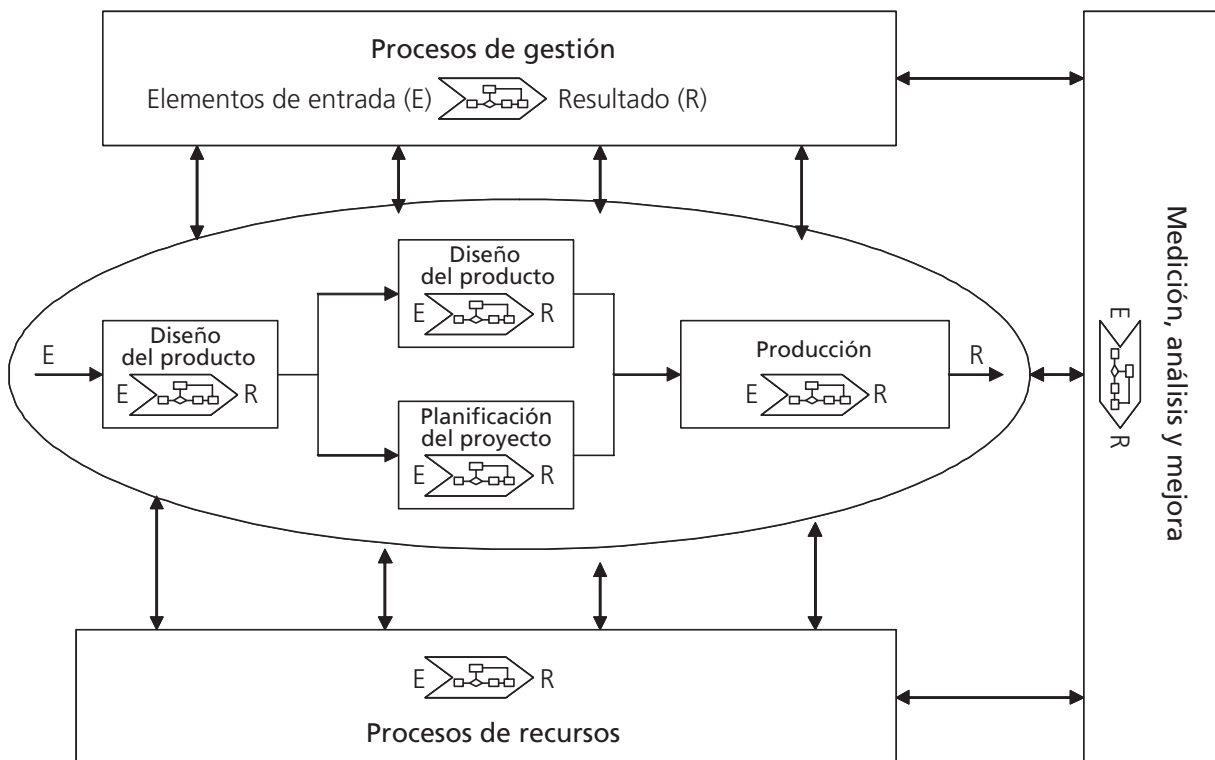 Procesos de gestión
Elementos de entrada (E) Resultado (R)
Diseño
del producto
E R
E
Diseño
del producto
E R
Producción
E R
R
Planificación
del proyecto
E R
E R
Procesos de recursos
Medición, análisis y mejora
E R